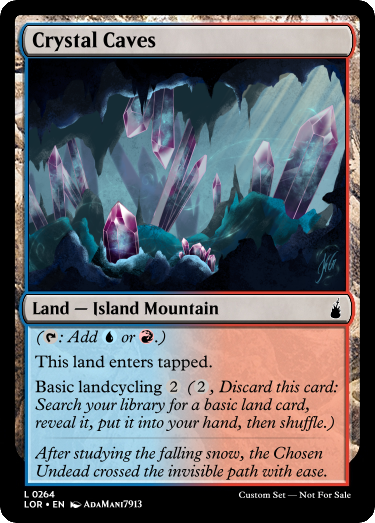 Crystal Caves
Land — Island Mountain
(: Add or .)
This land enters tapped.
Basic landcycling 2 (2, Discard this card:
Search your library for a basic land card,
reveal it, put it into your hand, then shuffle.)
After studying the falling snow, the Chosen
Undead crossed the invisible path with ease.
L 0264
LOR • EN AdaMani7913
Custom Set — Not For Sale